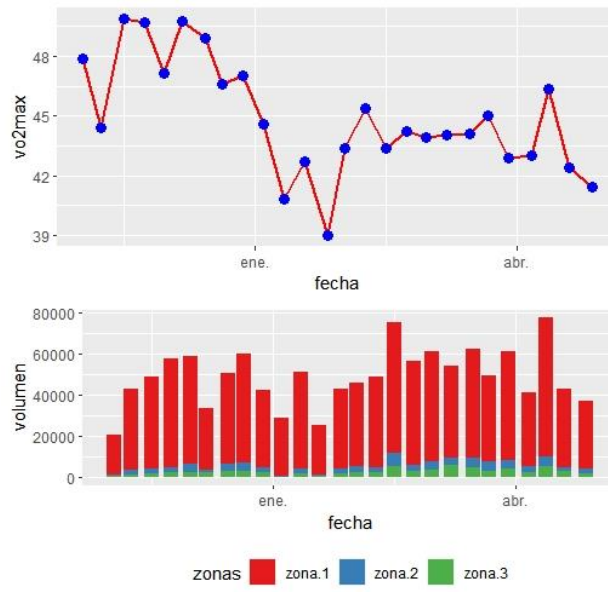 48
45
42
39
vo2max
ene.
abr.
fecha
80000
60000
40000
20000
0
volumen
ene.
abr.
fecha
zonas zona.1 zona.2 zona.3